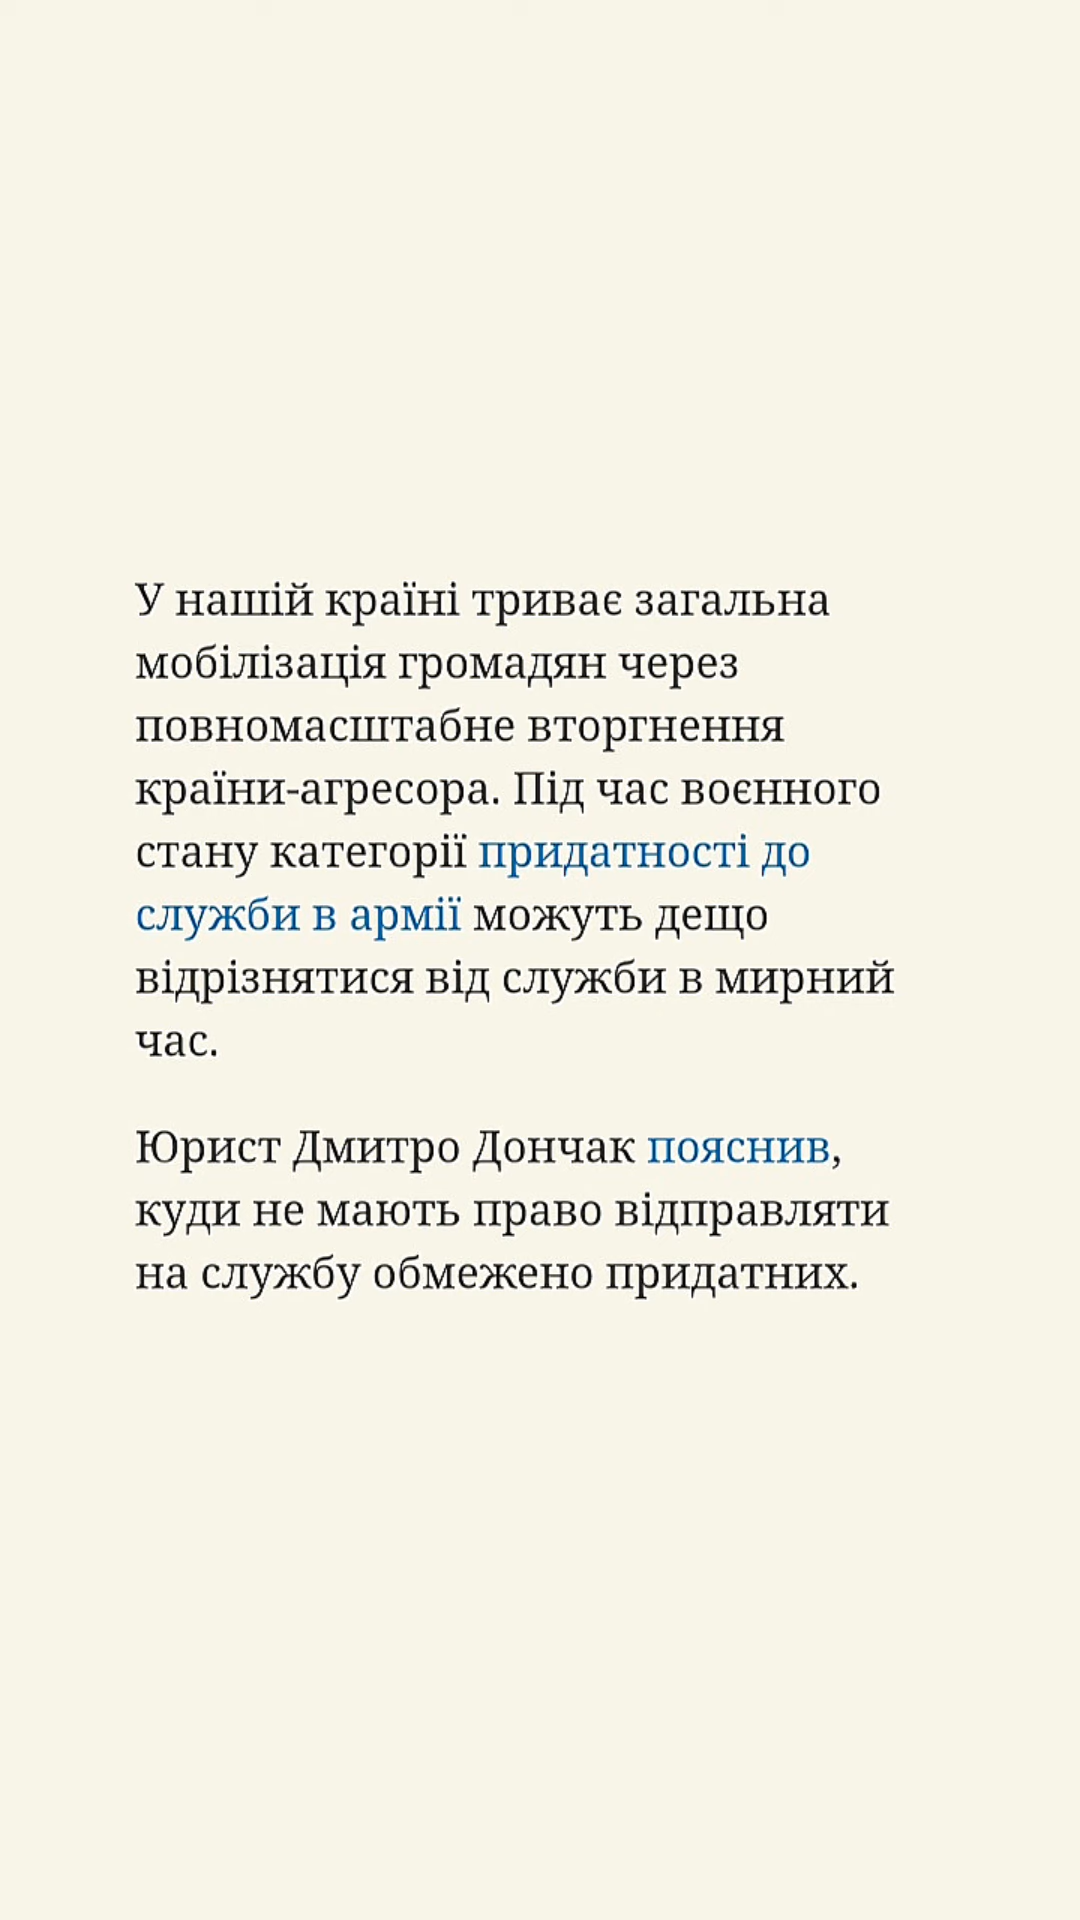 У нашій країні триває загальна
мобілізація громадян через
повномасштабне вторгнення
країни-агресора. Під час воєнного
стану категорії придатності до
служби в армії можуть дещо
відрізнятися від служби в мирний
час.
Юрист Дмитро Дончак пояснив,
куди не мають право відправляти
на службу обмежено придатних.